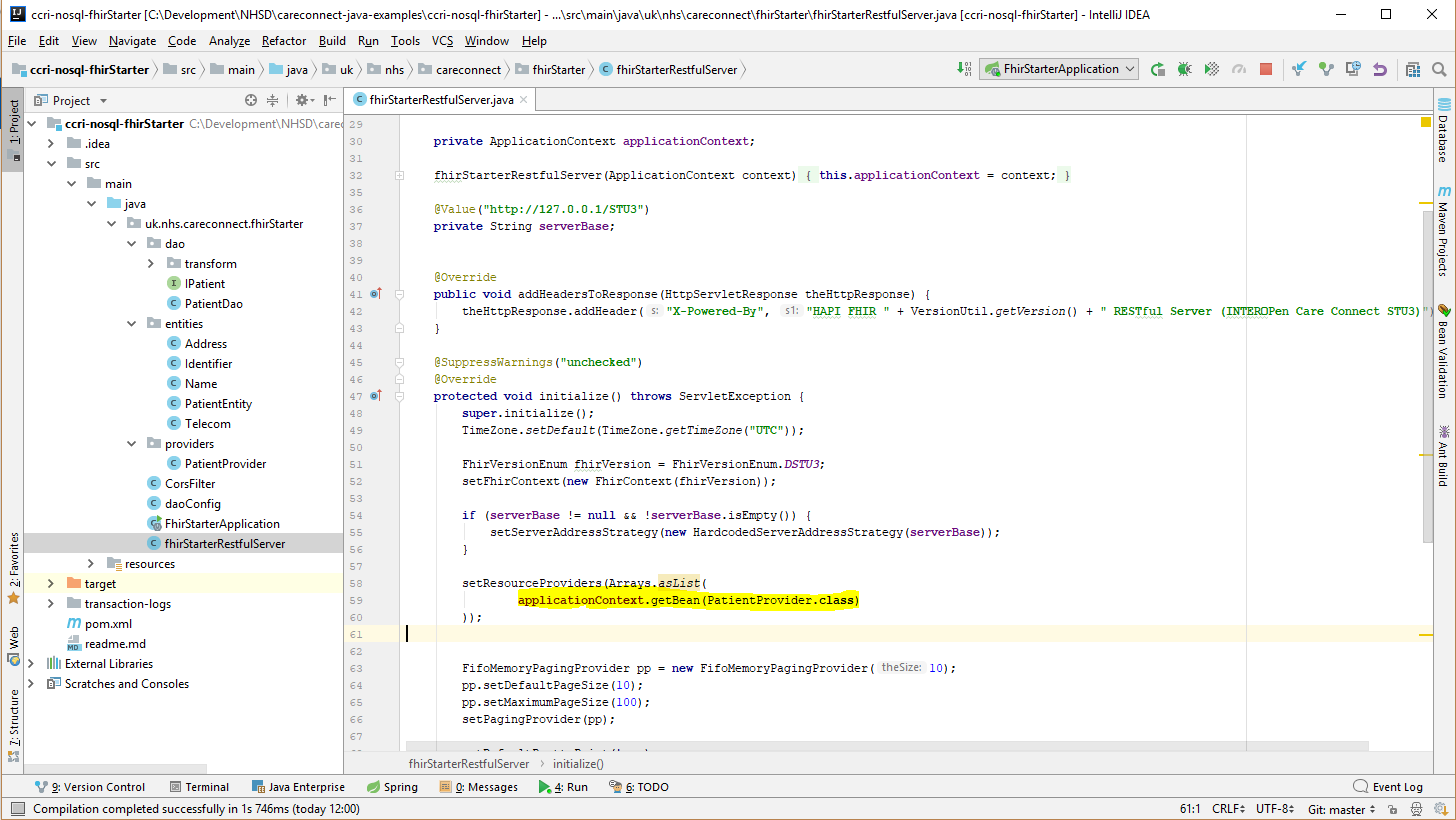 ccri-nosql-fhirStarter [C:\Development\NHSD\careconnect-java-examples\ccri-nosql-fhirStarter] - ...\src\main\java\uk\nhs\careconnect\fhirStarter\fhirStarterRestfulServer.java [ccri-nosql-fhirStarter] - IntelliJ IDEA
File Edit View Navigate Code Analyze Refactor Build Run Tools VCS Window Help
ccri-nosql-fhirStarter src main java uk nhs careconnect fhirStarter fhirStarterRestfulServer FhirStarterApplication
1: Project
2: Favorites
Web
7: Structure
Project
ccri-nosql-fhirStarter C:\Development\NHSD\carec
.idea
src
main
java
uk.nhs.careconnect.fhirStarter
dao
transform
IPatient
PatientDao
entities
Address
Identifier
Name
PatientEntity
Telecom
providers
PatientProvider
CorsFilter
daoConfig
FhirStarterApplication
fhirStarterRestfulServer
resources
target
transaction-logs
pom.xml
readme.md
External Libraries
Scratches and Consoles
fhirStarterRestfulServer.java
29
30 private ApplicationContext applicationContext;
31
32 fhirStarterRestfulServer(ApplicationContext context) { this.applicationContext = context; }
35
36 @Value("http://127.0.0.1/STU3")
37 private String serverBase;
38
39
40 @Override
41 public void addHeadersToResponse(HttpServletResponse theHttpResponse) {
42 theHttpResponse.addHeader( s: "X-Powered-By", s1: "HAPI FHIR " + VersionUtil.getVersion() + " RESTful Server (INTEROPen Care Connect STU3)")
43 }
44
45 @SuppressWarnings("unchecked")
46 @Override
47 protected void initialize() throws ServletException {
48 super.initialize();
49 TimeZone.setDefault(TimeZone.getTimeZone("UTC"));
50
51 FhirVersionEnum fhirVersion = FhirVersionEnum.DSTU3;
52 setFhirContext(new FhirContext(fhirVersion));
53
54 if (serverBase != null && !serverBase.isEmpty()) {
55 setServerAddressStrategy(new HardcodedServerAddressStrategy(serverBase));
56 }
57
58 setResourceProviders(Arrays.asList(
59 applicationContext.getBean(PatientProvider.class)
60 ));
61
62
63 FifoMemoryPagingProvider pp = new FifoMemoryPagingProvider( theSize: 10);
64 pp.setDefaultPageSize(10);
65 pp.setMaximumPageSize(100);
66 setPagingProvider(pp);
67
fhirStarterRestfulServer initialize()
Database
Maven Projects
Bean Validation
Ant Build
9: Version Control Terminal Java Enterprise Spring 0: Messages 4: Run 6: TODO Event Log
Compilation completed successfully in 1s 746ms (today 12:00) 61:1 CRLF UTF-8 Git: master